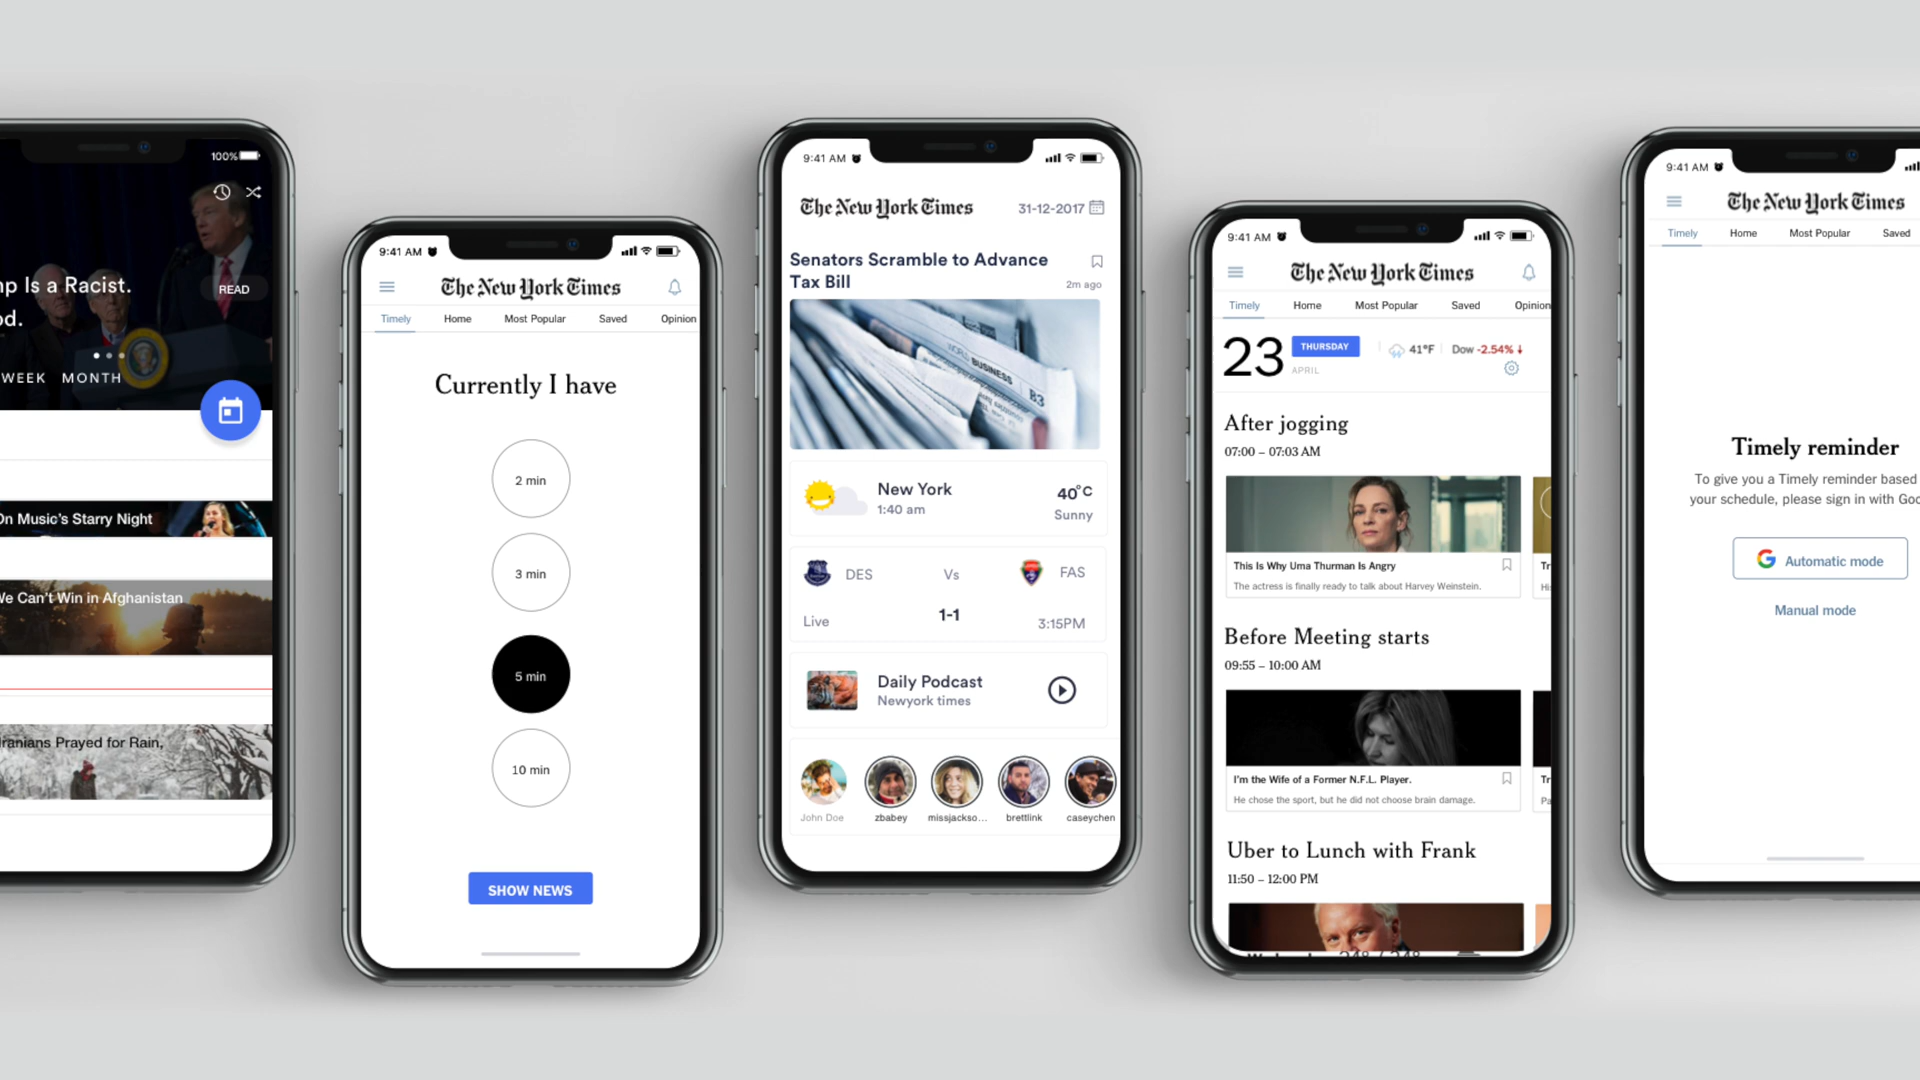 100%
Is a Racist.
READ
WEEK MONTH
On Music's Starry Night
We Can't Win in Afghanistan
Iranians Prayed for Rain,
9:41 AM
The New York Times
Timely Home Most Popular Saved Opinion
Currently I have
2 min
3 min
5 min
10 min
SHOW NEWS
9:41 AM
The New York Times 31-12-2017
Senators Scramble to Advance
Tax Bill
2m ago
WORLD BUSINESS
B3
New York 40°C
1:40 am Sunny
DES Vs FAS
Live 1-1 3:15PM
Daily Podcast
Newyork times
John Doe zbabey missjackso... brettlink caseychen
9:41 AM
The New York Times
Timely Home Most Popular Saved Opinion
23 THURSDAY 41°F Dow -2.54%
APRIL
After jogging
07:00 – 07:03 AM
This Is Why Uma Thurman Is Angry Tr
The actress is finally ready to talk about Harvey Weinstein. Hi
Before Meeting starts
09:55 – 10:00 AM
I'm the Wife of a Former N.F.L. Player. Tr
He chose the sport, but he did not choose brain damage. Pa
Uber to Lunch with Frank
11:50 – 12:00 PM
9:41 AM
The New York Times
Timely Home Most Popular Saved
Timely reminder
To give you a Timely reminder based
your schedule, please sign in with Goo
Automatic mode
Manual mode